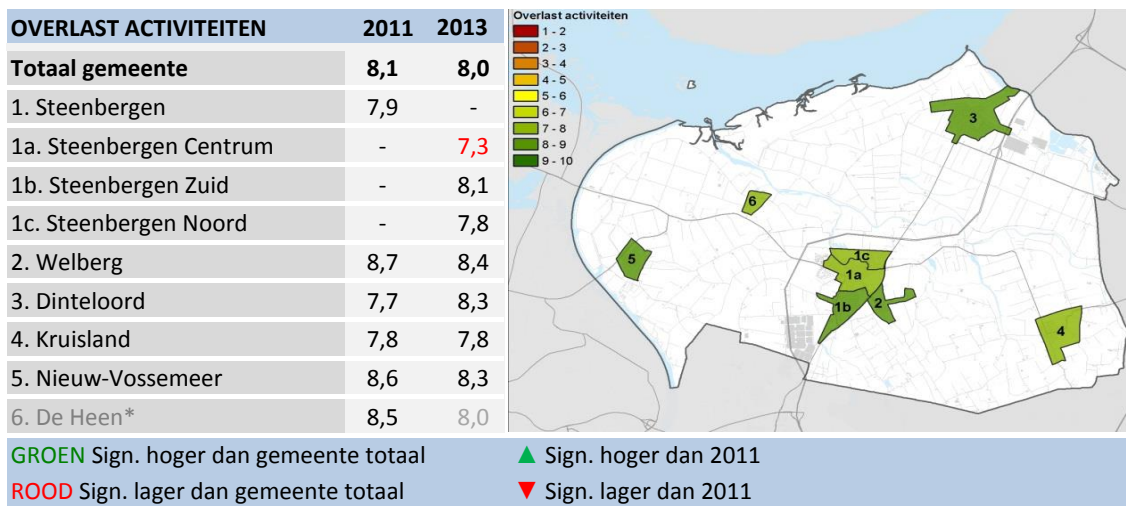 OVERLAST ACTIVITEITEN 2011 2013
Totaal gemeente 8,1 8,0
1. Steenbergen 7,9 -
1a. Steenbergen Centrum - 7,3
1b. Steenbergen Zuid - 8,1
1c. Steenbergen Noord - 7,8
2. Welberg 8,7 8,4
3. Dinteloord 7,7 8,3
4. Kruisland 7,8 7,8
5. Nieuw-Vossemeer 8,6 8,3
6. De Heen* 8,5 8,0
Overlast activiteiten
1 - 2
2 - 3
3 - 4
4 - 5
5 - 6
6 - 7
7 - 8
8 - 9
9 - 10
3
6
5
1c
1a
1b 2
4
GROEN Sign. hoger dan gemeente totaal ▲ Sign. hoger dan 2011
ROOD Sign. lager dan gemeente totaal ▼ Sign. lager dan 2011